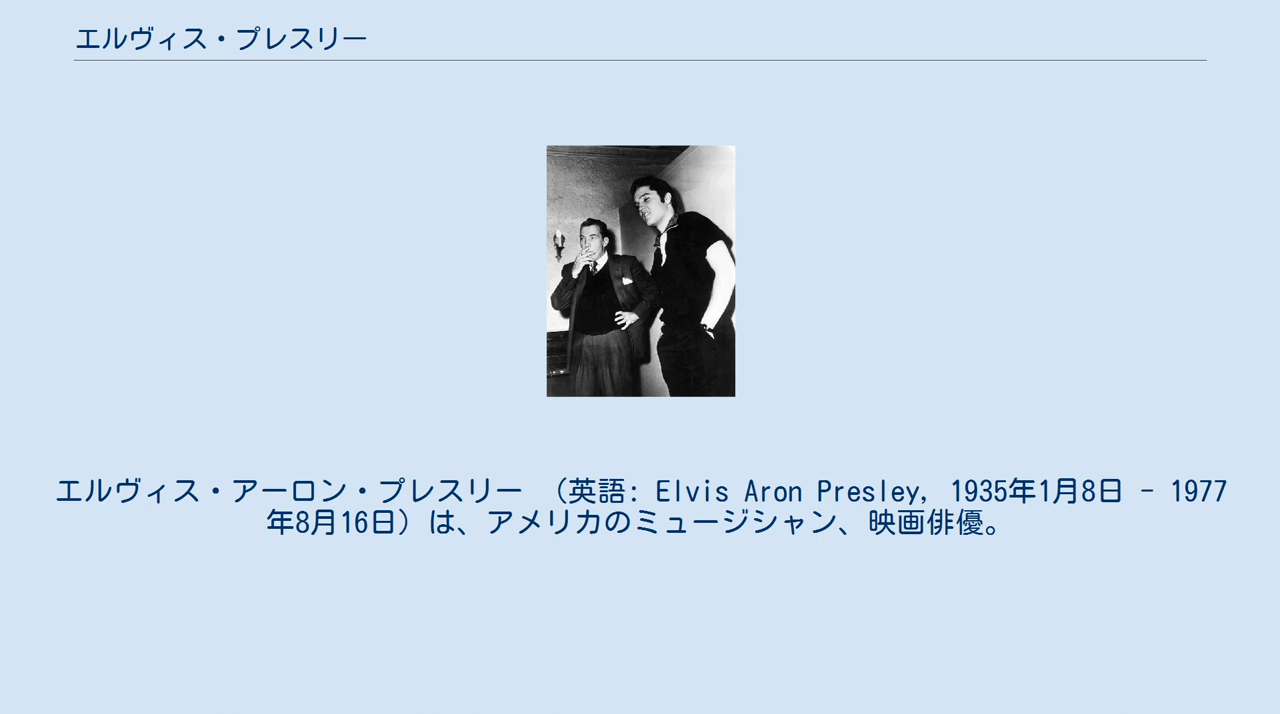 エルヴィス・プレスリー
エルヴィス・アーロン・プレスリー （英語: Elvis Aron Presley, 1935年1月8日 - 1977
年8月16日）は、アメリカのミュージシャン、映画俳優。